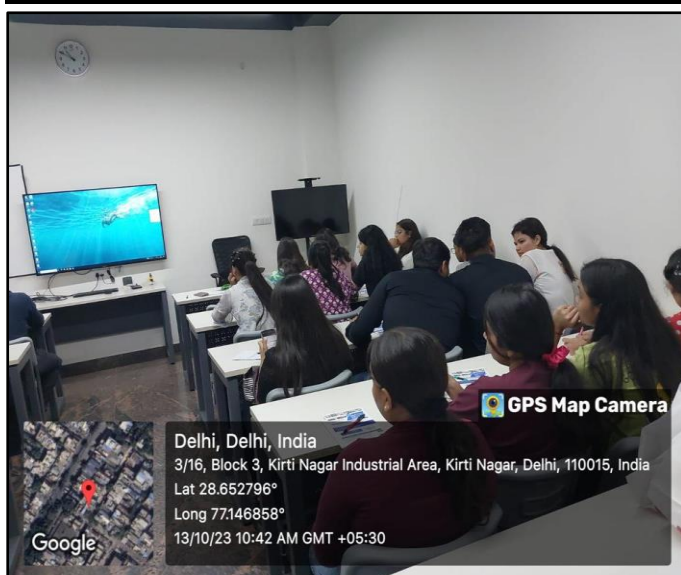 GPS Map Camera
Delhi, Delhi, India
3/16, Block 3, Kirti Nagar Industrial Area, Kirti Nagar, Delhi, 110015, India
Lat 28.652796°
Long 77.146858°
13/10/23 10:42 AM GMT +05:30
Google